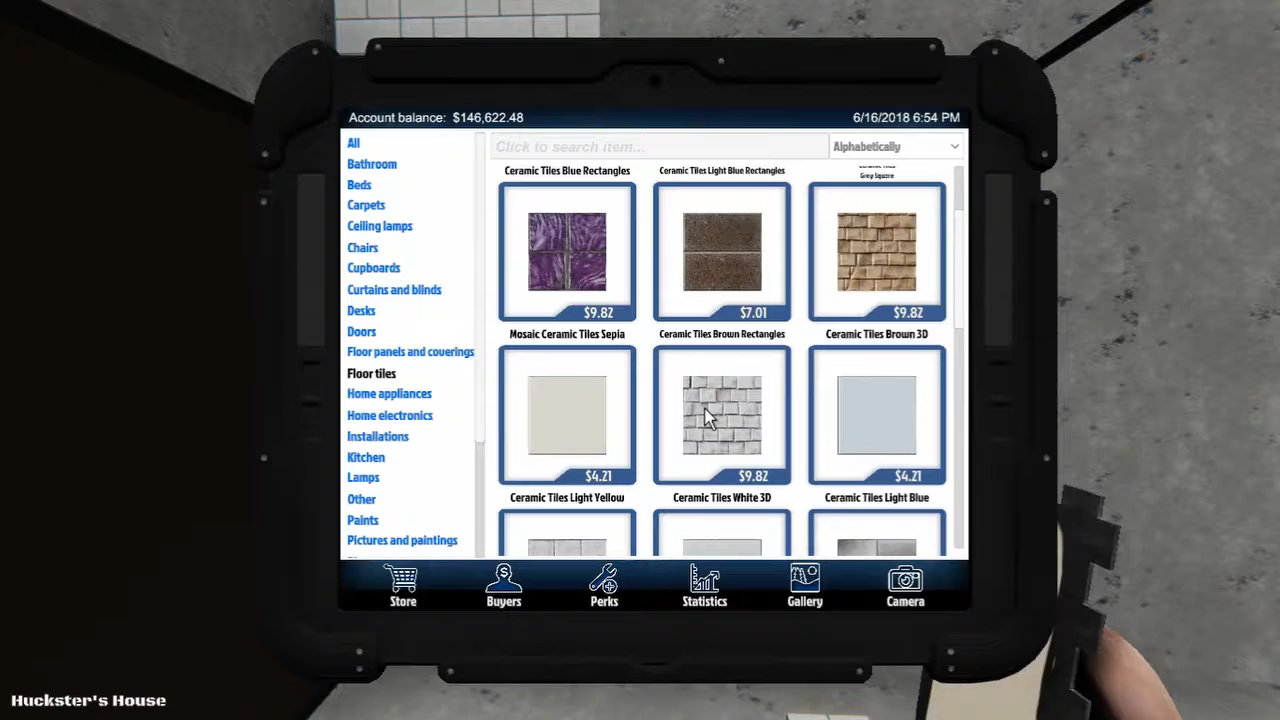 Account balance: $146,622.48
6/16/2018 6:54 PM
All
Bathroom
Beds
Carpets
Ceiling lamps
Chairs
Cupboards
Curtains and blinds
Desks
Doors
Floor panels and coverings
Floor tiles
Home appliances
Home electronics
Installations
Kitchen
Lamps
Other
Paints
Pictures and paintings
Click to search item...
Alphabetically
Ceramic Tiles Blue Rectangles
Ceramic Tiles Light Blue Rectangles
Ceramic Tiles
Grey Square
$9.82
$7.01
$9.82
Mosaic Ceramic Tiles Sepia
Ceramic Tiles Brown Rectangles
Ceramic Tiles Brown 3D
$4.21
$9.82
$4.21
Ceramic Tiles Light Yellow
Ceramic Tiles White 3D
Ceramic Tiles Light Blue
Store
Buyers
Perks
Statistics
Gallery
Camera
Huckster's House